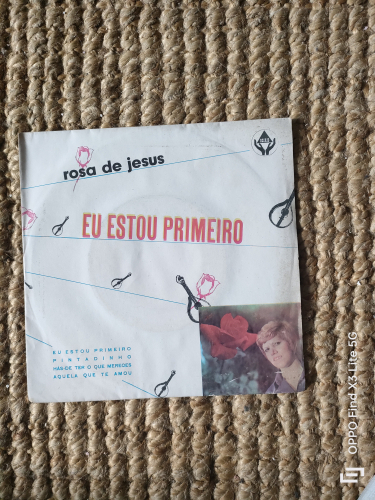 rosa de jesus
EU ESTOU PRIMEIRO
EU ESTOU PRIMEIRO
PINTADINHO
HÁS-DE TER O QUE MERECES
AQUELA QUE TE AMOU
OPPO Find X3 Lite 5G